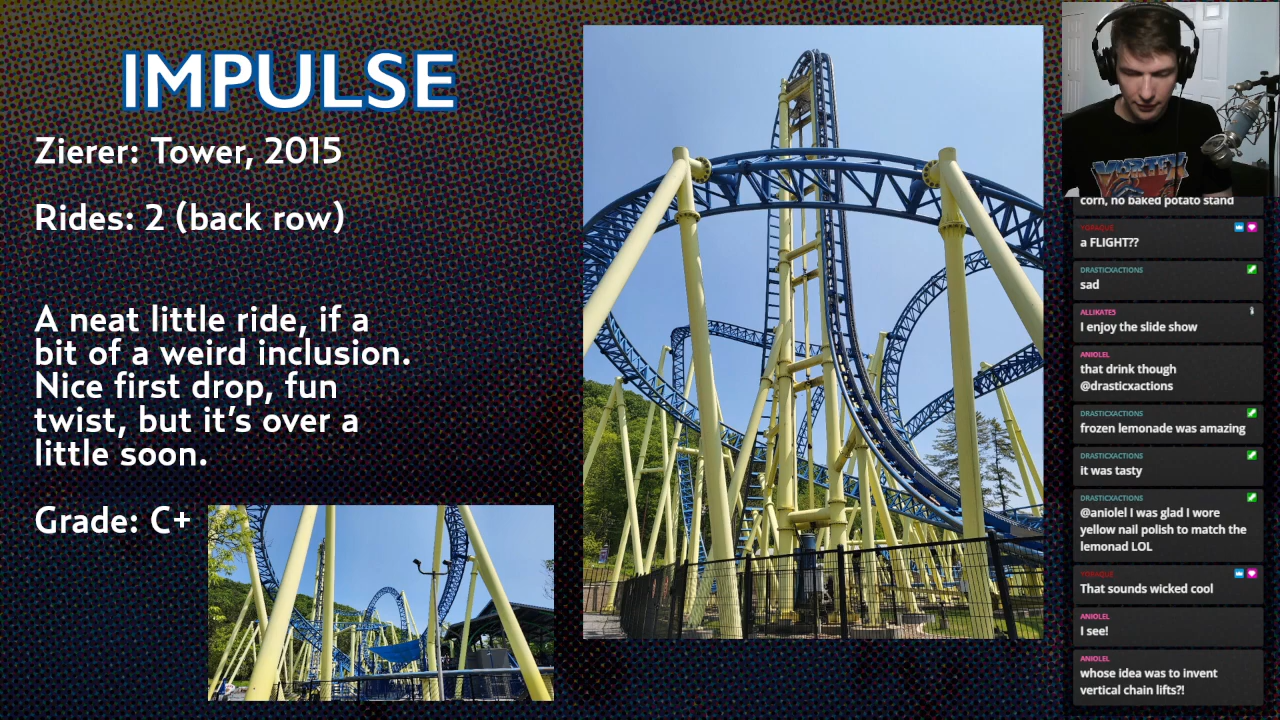 IMPULSE
Zierer: Tower, 2015
Rides: 2 (back row)
A neat little ride, if a
bit of a weird inclusion.
Nice first drop, fun
twist, but it's over a
little soon.
Grade: C+
VORTEX
corn, no baked potato stand
YOPAQUE
a FLIGHT??
DRASTICXACTIONS
sad
ALLIKATES
I enjoy the slide show
ANIOLEL
that drink though
@drasticxactions
DRASTICXACTIONS
frozen lemonade was amazing
DRASTICXACTIONS
it was tasty
DRASTICXACTIONS
@aniolel I was glad I wore
yellow nail polish to match the
lemonad LOL
YOPAQUE
That sounds wicked cool
ANIOLEL
I see!
ANIOLEL
whose idea was to invent
vertical chain lifts?!